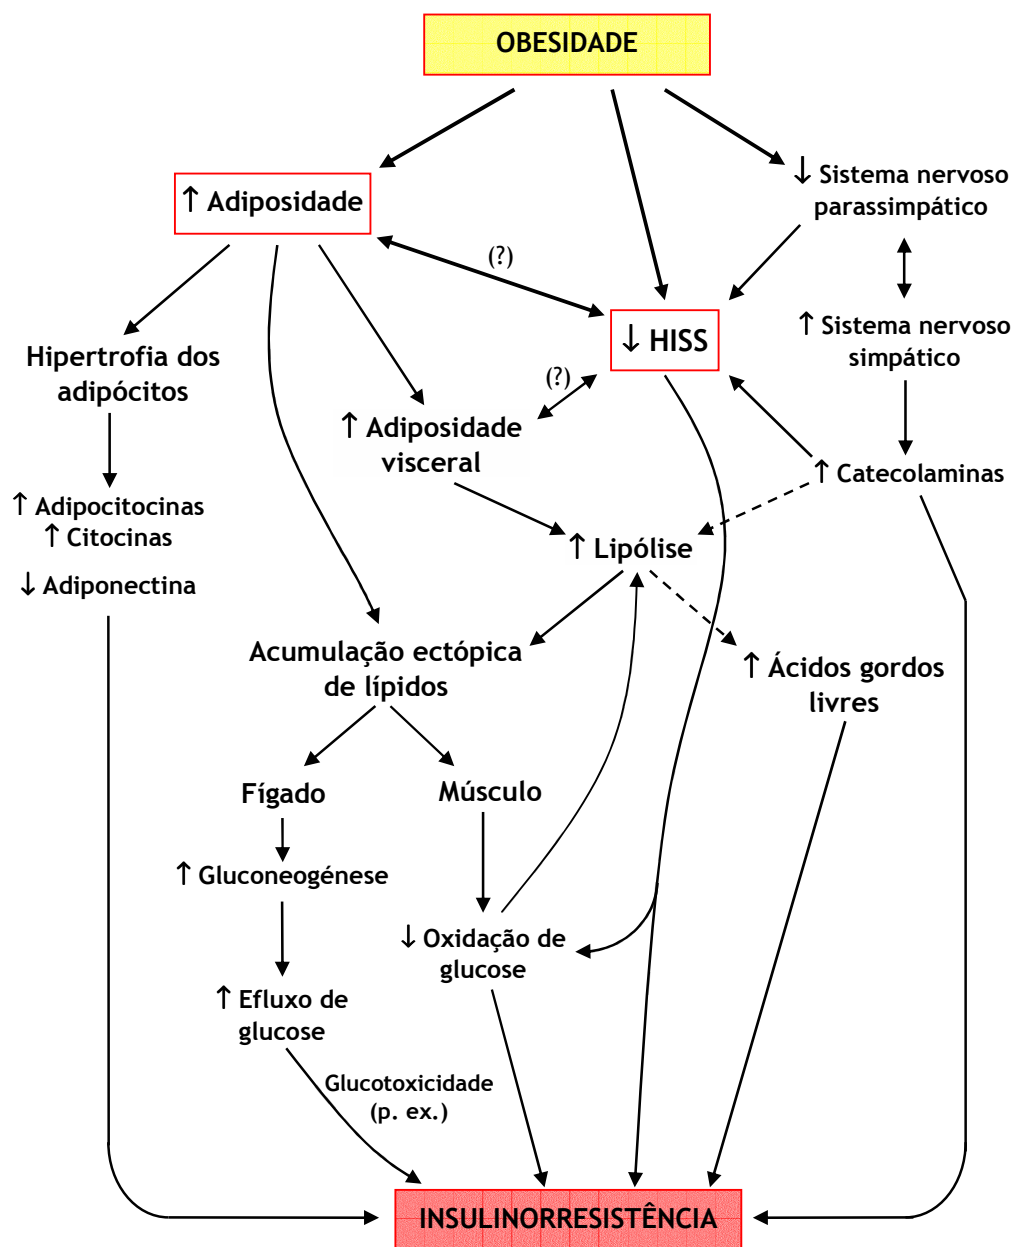 OBESIDADE
↓ Sistema nervoso
parassimpático
↑ Adiposidade
(?)
↑ Sistema nervoso
simpático
↓ HISS
Hipertrofia dos
adipócitos
(?)
↑ Adiposidade
visceral
↑ Catecolaminas
↑ Adipocitocinas
↑ Citocinas
↑ Lipólise
↓ Adiponectina
Acumulação ectópica
de lípidos
↑ Ácidos gordos
livres
Fígado
Músculo
↑ Gluconeogénese
↓ Oxidação de
glucose
↑ Efluxo de
glucose
Glucotoxicidade
(p. ex.)
INSULINORRESISTÊNCIA